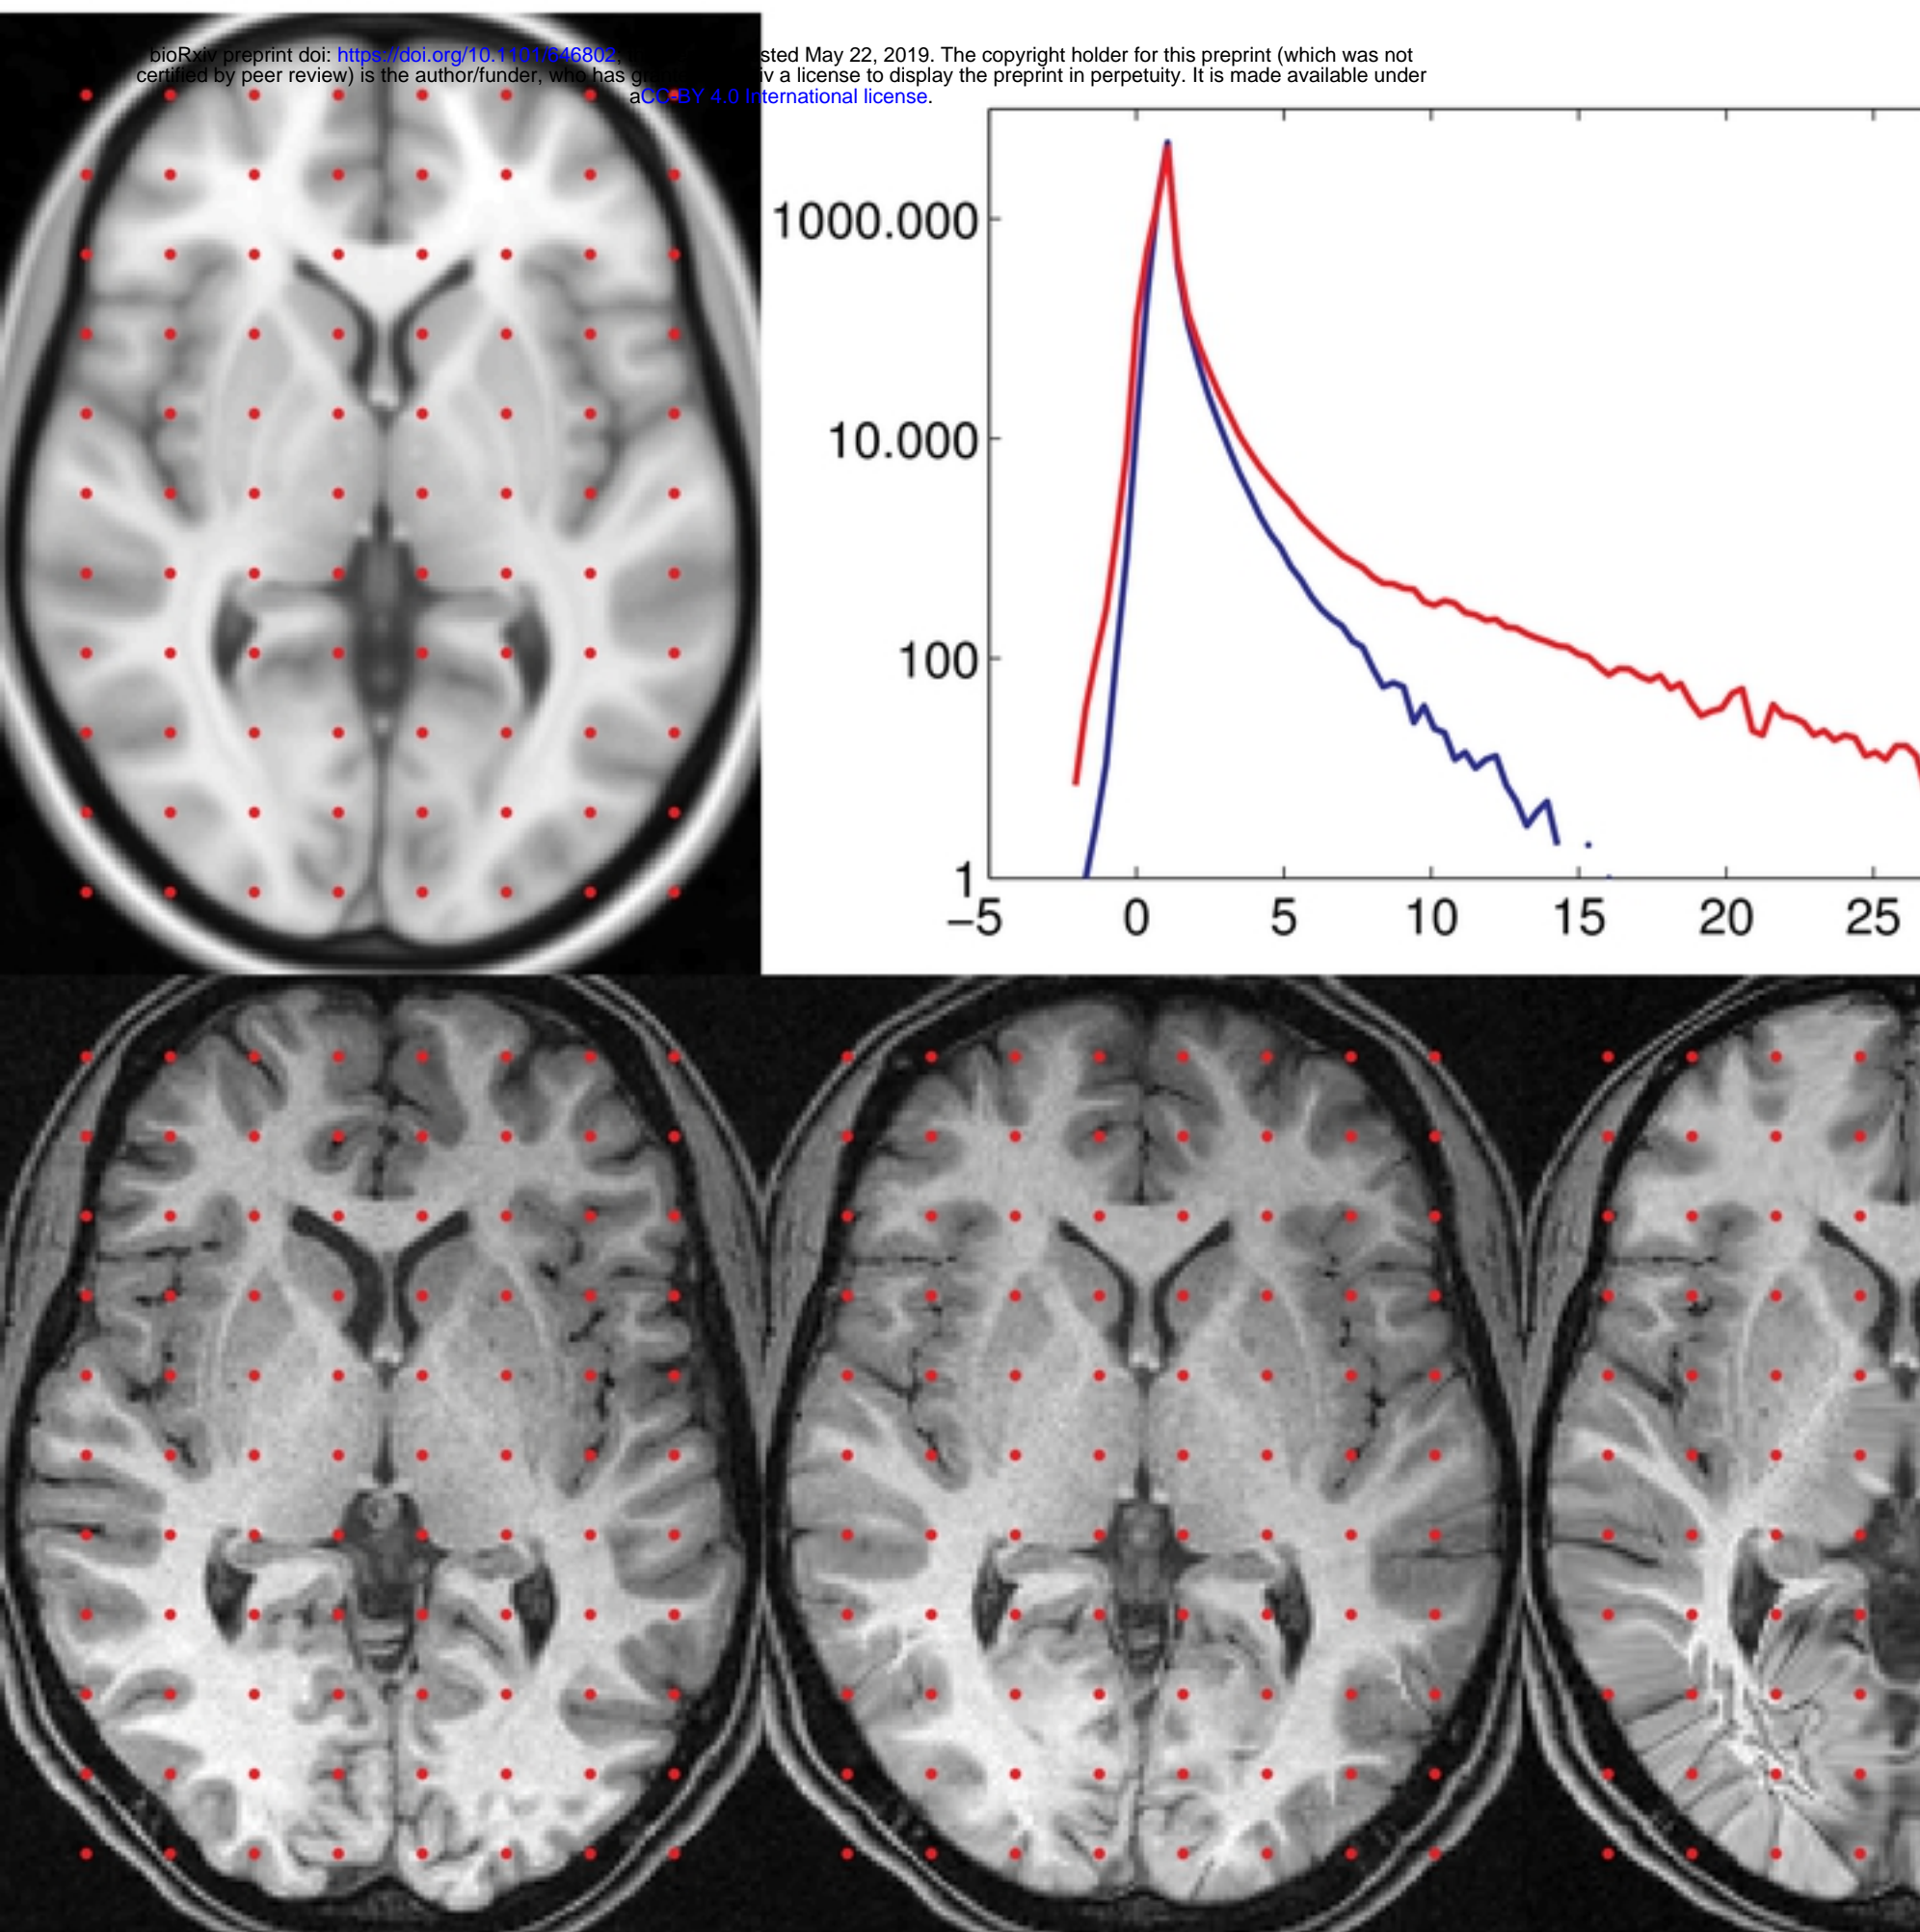 bioRxiv preprint doi: https://doi.org/10.1101/646802; sted May 22, 2019. The copyright holder for this preprint (which was not
certified by peer review) is the author/funder, who has iv a license to display the preprint in perpetuity. It is made available under
aCC-BY 4.0 International license.
1000.000
10.000
100
1
−5 0 5 10 15 20 25